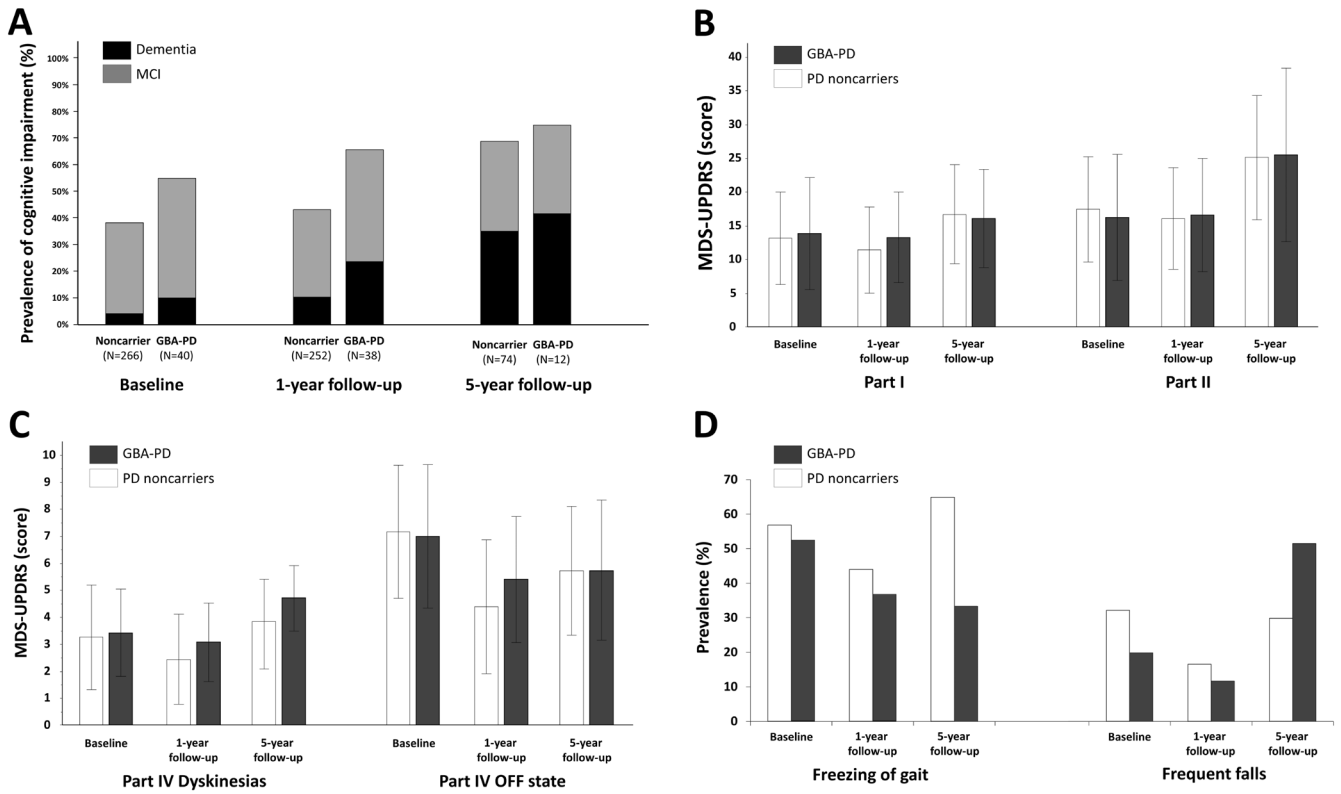 A
Dementia
MCI
Prevalence of cognitive impairment (%)
100%
90%
80%
70%
60%
50%
40%
30%
20%
10%
0%
Noncarrier GBA-PD
(N=266) (N=40)
Baseline
Noncarrier GBA-PD
(N=252) (N=38)
1-year follow-up
Noncarrier GBA-PD
(N=74) (N=12)
5-year follow-up
B
GBA-PD
PD noncarriers
MDS-UPDRS (score)
40
35
30
25
20
15
10
5
0
Baseline
1-year
follow-up
5-year
follow-up
Part I
Baseline
1-year
follow-up
5-year
follow-up
Part II
C
GBA-PD
PD noncarriers
MDS-UPDRS (score)
10
9
8
7
6
5
4
3
2
1
0
Baseline
1-year
follow-up
5-year
follow-up
Part IV Dyskinesias
Baseline
1-year
follow-up
5-year
follow-up
Part IV OFF state
D
GBA-PD
PD noncarriers
Prevalence (%)
70
60
50
40
30
20
10
0
Baseline
1-year
follow-up
5-year
follow-up
Freezing of gait
Baseline
1-year
follow-up
5-year
follow-up
Frequent falls